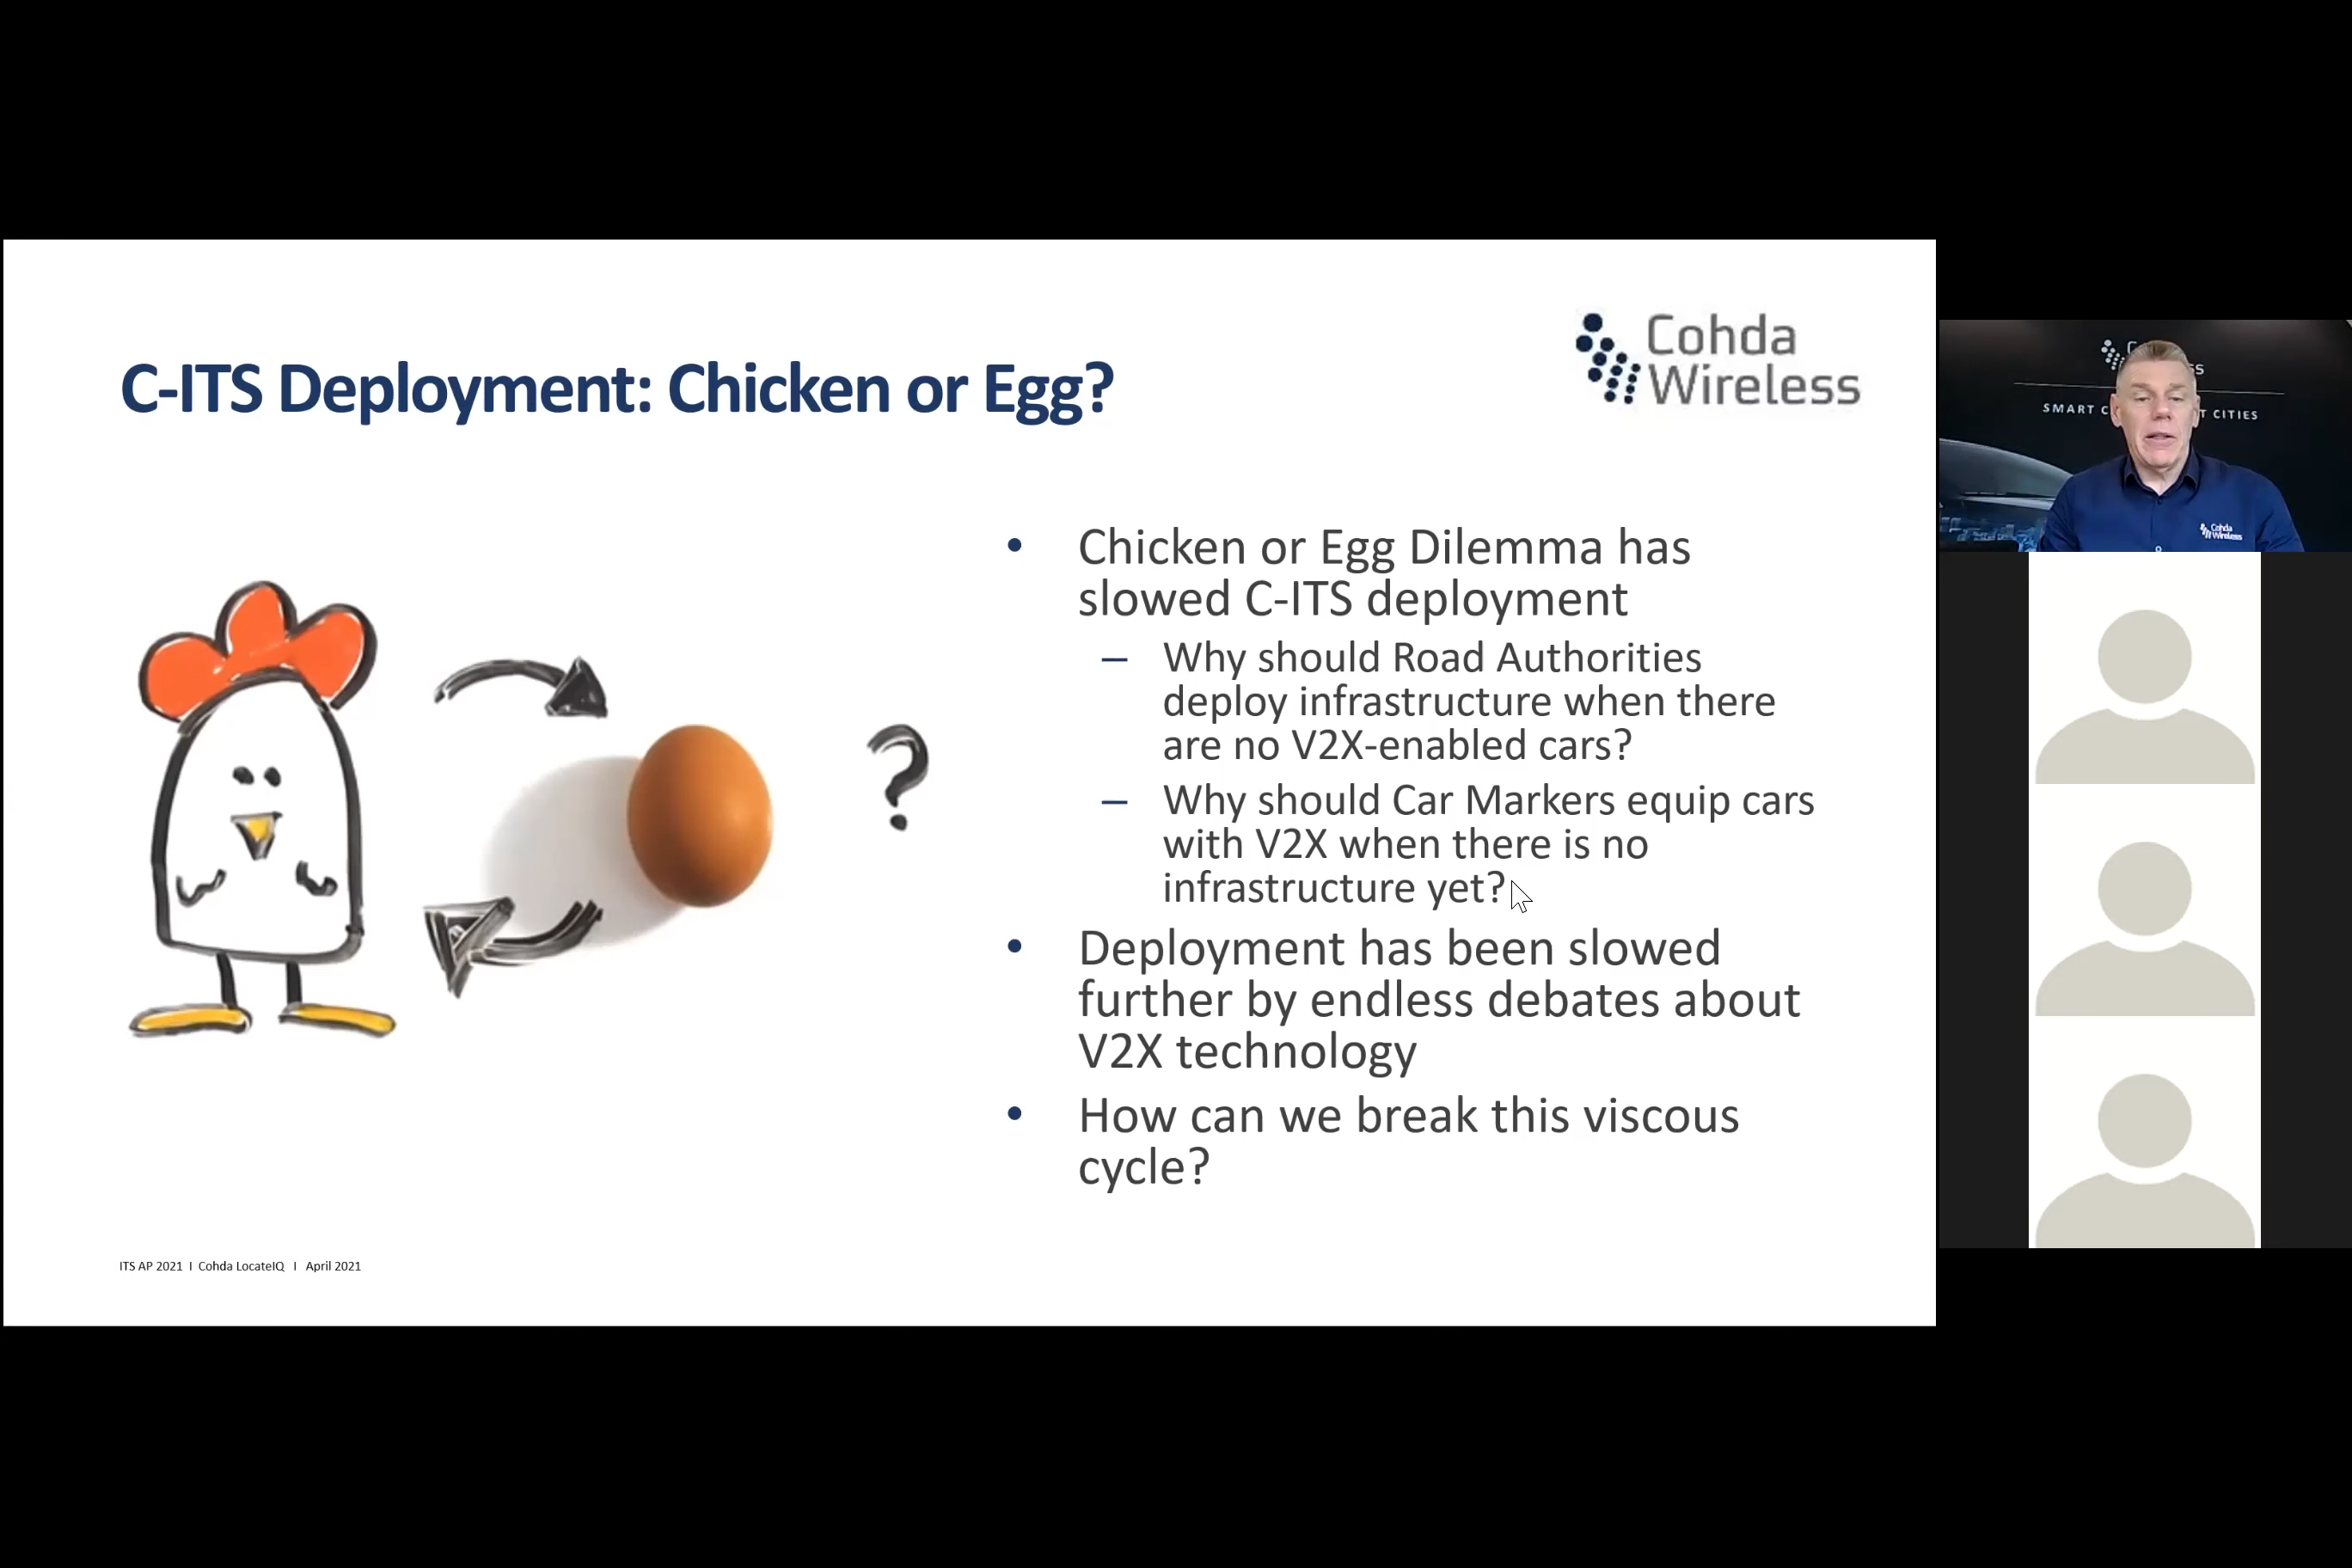 C-ITS Deployment: Chicken or Egg?
Cohda
Wireless
• Chicken or Egg Dilemma has
slowed C-ITS deployment
– Why should Road Authorities
deploy infrastructure when there
are no V2X-enabled cars?
– Why should Car Markers equip cars
with V2X when there is no
infrastructure yet?
• Deployment has been slowed
further by endless debates about
V2X technology
• How can we break this viscous
cycle?
?
ITS AP 2021 I Cohda LocateIQ I April 2021
SMART
CITIES
Cohda
Wireless